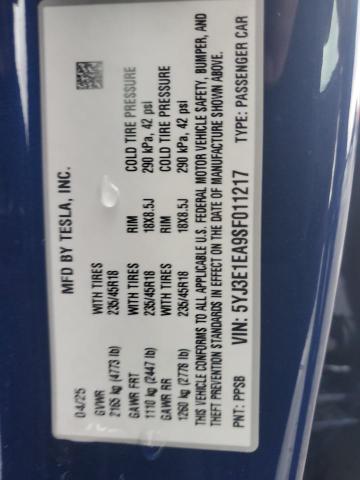 MFD BY TESLA, INC.
04/25
GVWR
2165 kg (4773 lb)
WITH TIRES
235/45R18
RIM
18X8.5J
COLD TIRE PRESSURE
290 kPa, 42 psi
GAWR FRT
1110 kg (2447 lb)
WITH TIRES
235/45R18
RIM
18X8.5J
COLD TIRE PRESSURE
290 kPa, 42 psi
GAWR RR
1260 kg (2778 lb)
THIS VEHICLE CONFORMS TO ALL APPLICABLE U.S. FEDERAL MOTOR VEHICLE SAFETY, BUMPER, AND
THEFT PREVENTION STANDARDS IN EFFECT ON THE DATE OF MANUFACTURE SHOWN ABOVE.
VIN: 5YJ3E1EA9SF011217
PNT: PPSB TYPE: PASSENGER CAR